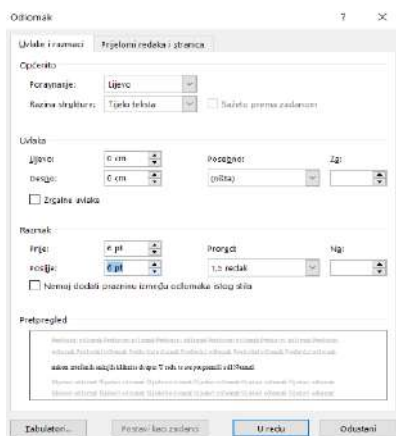 Odlomak ? ×
Uvlake i razmaci Prijelomi redaka i stranica
Općenito
Poravnanje: Lijevo
Razina strukture: Tijelo teksta Sažeto prema zadanom
Uvlaka
Lijevo: 0 cm Posebno: Za:
Desno: 0 cm (ništa)
Zrcalne uvlake
Razmak
Prije: 6 pt Prored: Na:
Poslije: 6 pt 1,5 redak
Nemoj dodati prazninu između odlomaka istog stila
Pretpregled
Tabulatori... Postavi kao zadano U redu Odustani